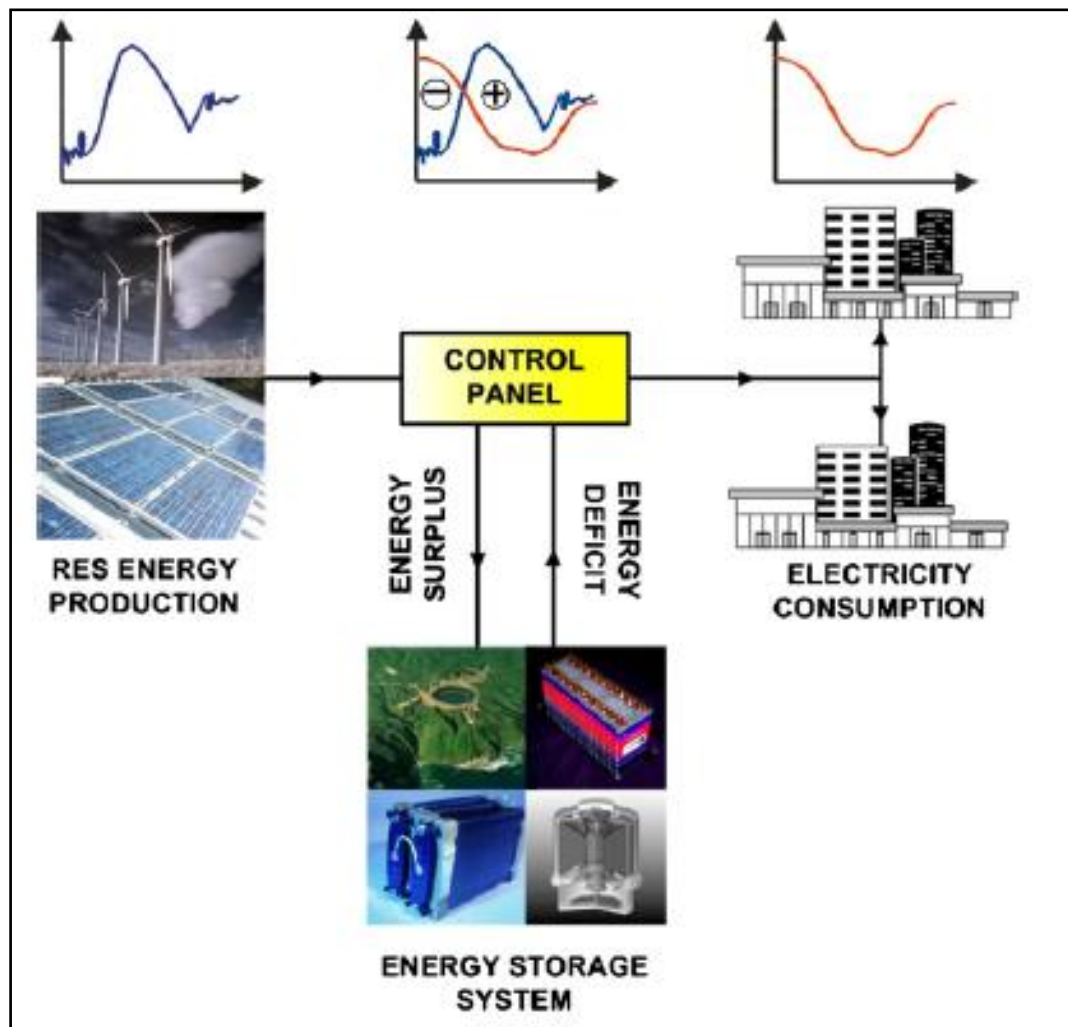 CONTROL
PANEL
ENERGY
SURPLUS
ENERGY
DEFICIT
RES ENERGY
PRODUCTION
ELECTRICITY
CONSUMPTION
ENERGY STORAGE
SYSTEM